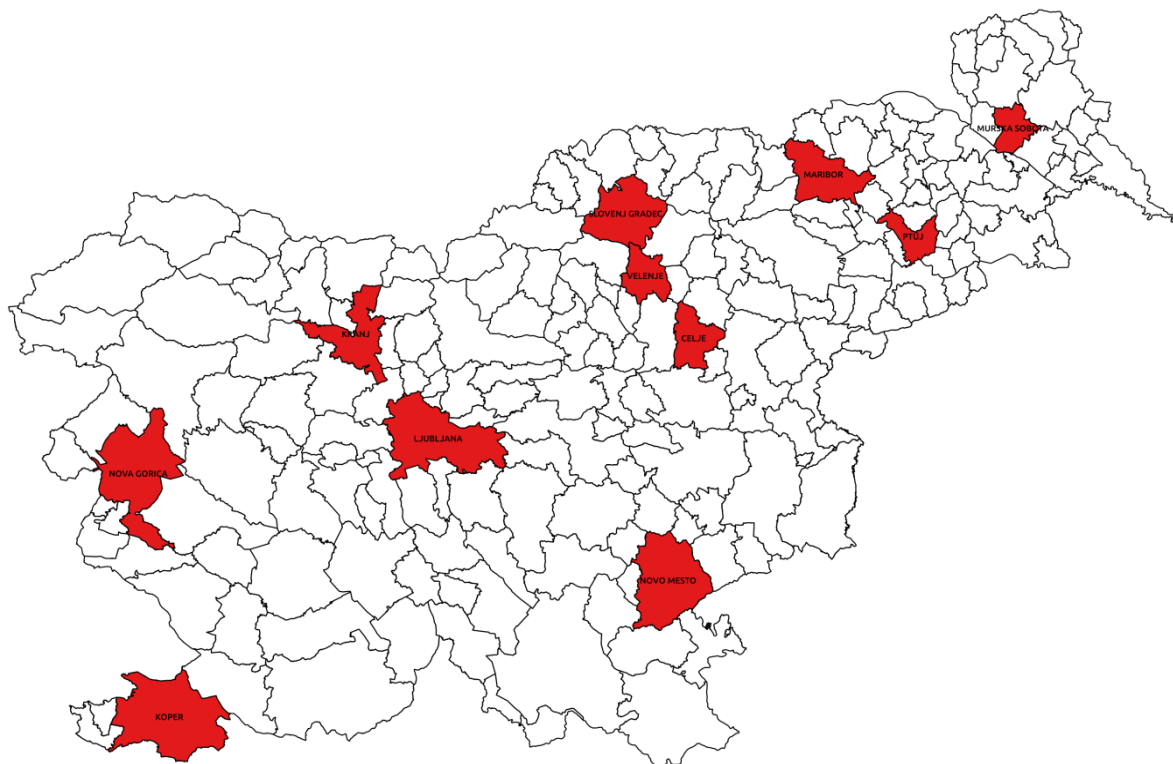 MURSKA SOBOTA
MARIBOR
SLOVENJ GRADEC
PTUJ
VELENJE
KRANJ
CELJE
LJUBLJANA
NOVA GORICA
NOVO MESTO
KOPER